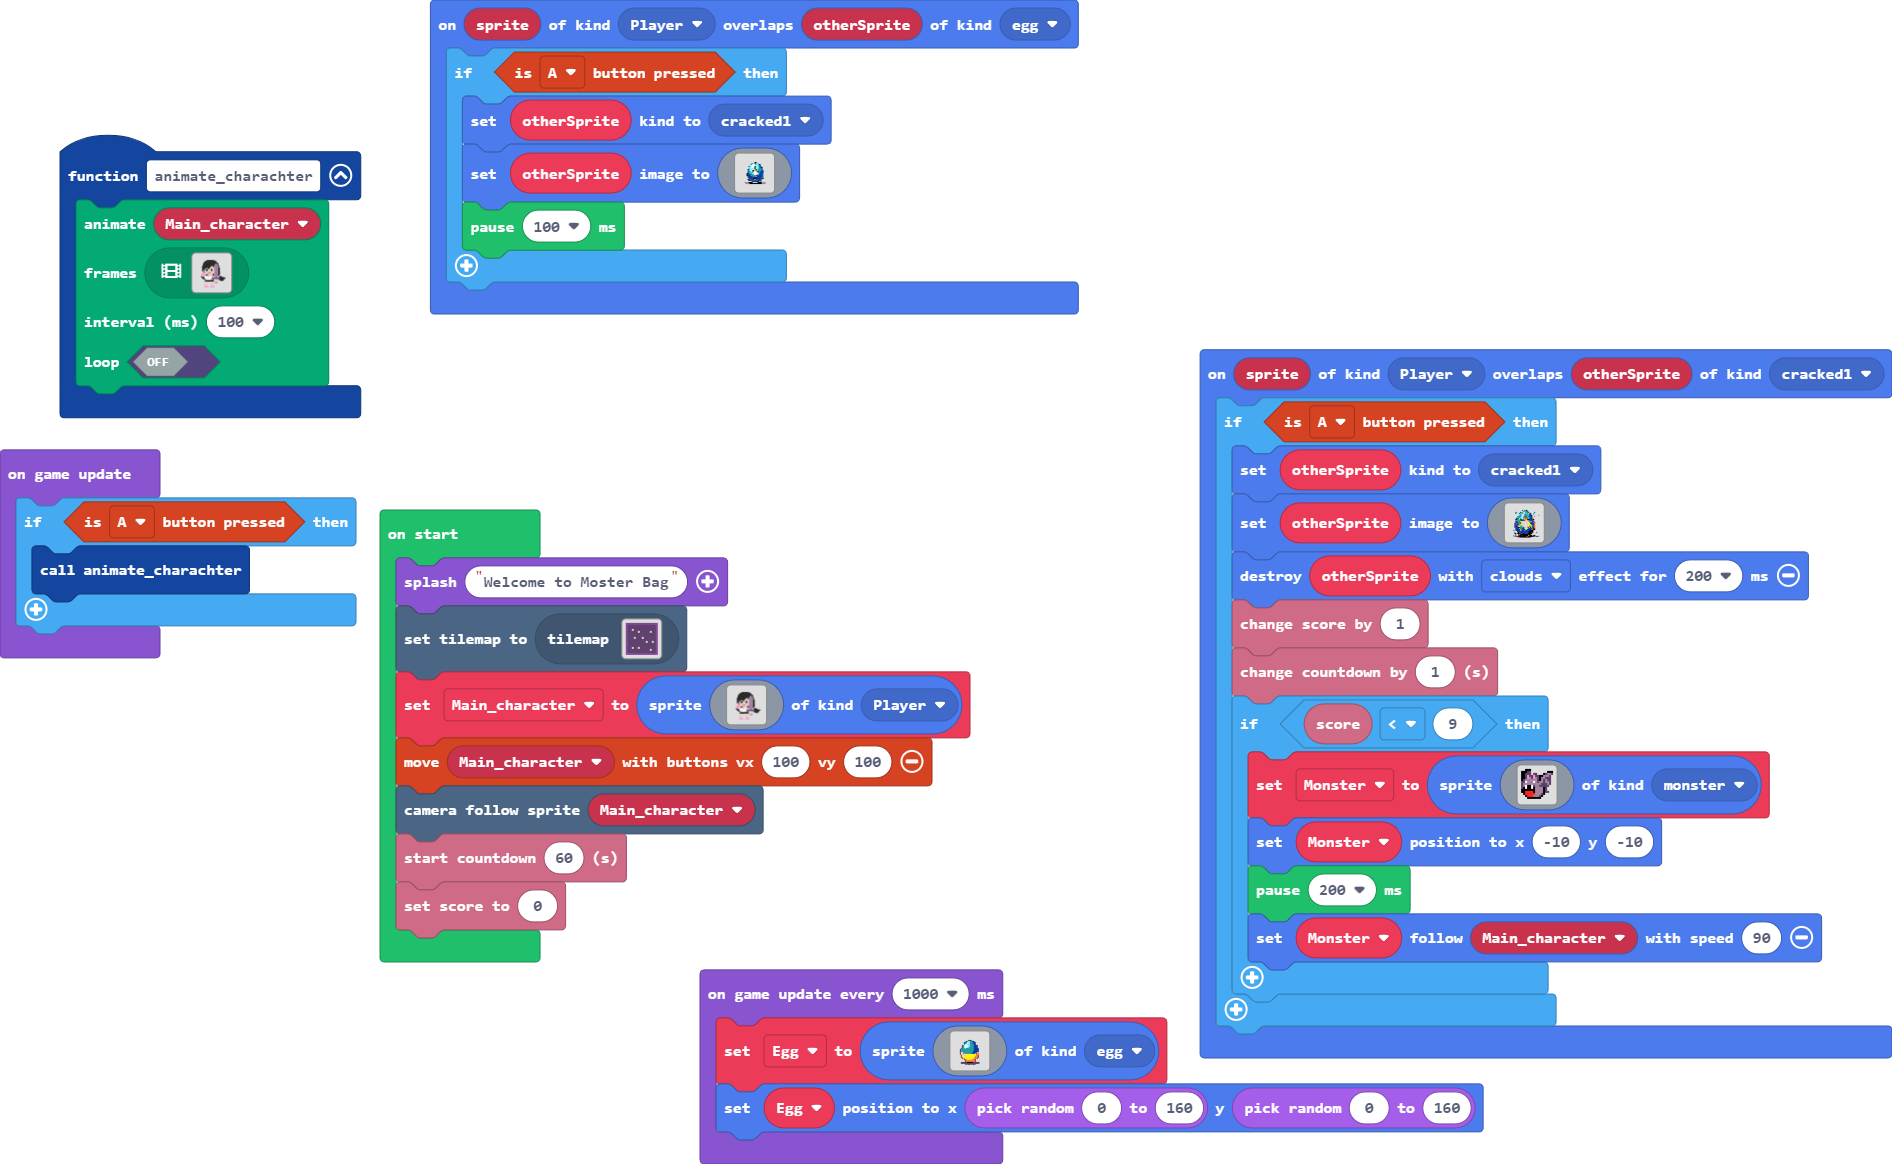 on sprite of kind Player overlaps otherSprite of kind egg
if is A button pressed then
set otherSprite kind to cracked1
set otherSprite image to
pause 100 ms
function animate_charachter
animate Main_character
frames
interval (ms) 100
loop OFF
on game update
if is A button pressed then
call animate_charachter
on start
splash "Welcome to Moster Bag"
set tilemap to tilemap
set Main_character to sprite of kind Player
move Main_character with buttons vx 100 vy 100
camera follow sprite Main_character
start countdown 60 (s)
set score to 0
on sprite of kind Player overlaps otherSprite of kind cracked1
if is A button pressed then
set otherSprite kind to cracked1
set otherSprite image to
destroy otherSprite with clouds effect for 200 ms
change score by 1
change countdown by 1 (s)
if score < 9 then
set Monster to sprite of kind monster
set Monster position to x -10 y -10
pause 200 ms
set Monster follow Main_character with speed 90
on game update every 1000 ms
set Egg to sprite of kind egg
set Egg position to x pick random 0 to 160 y pick random 0 to 160